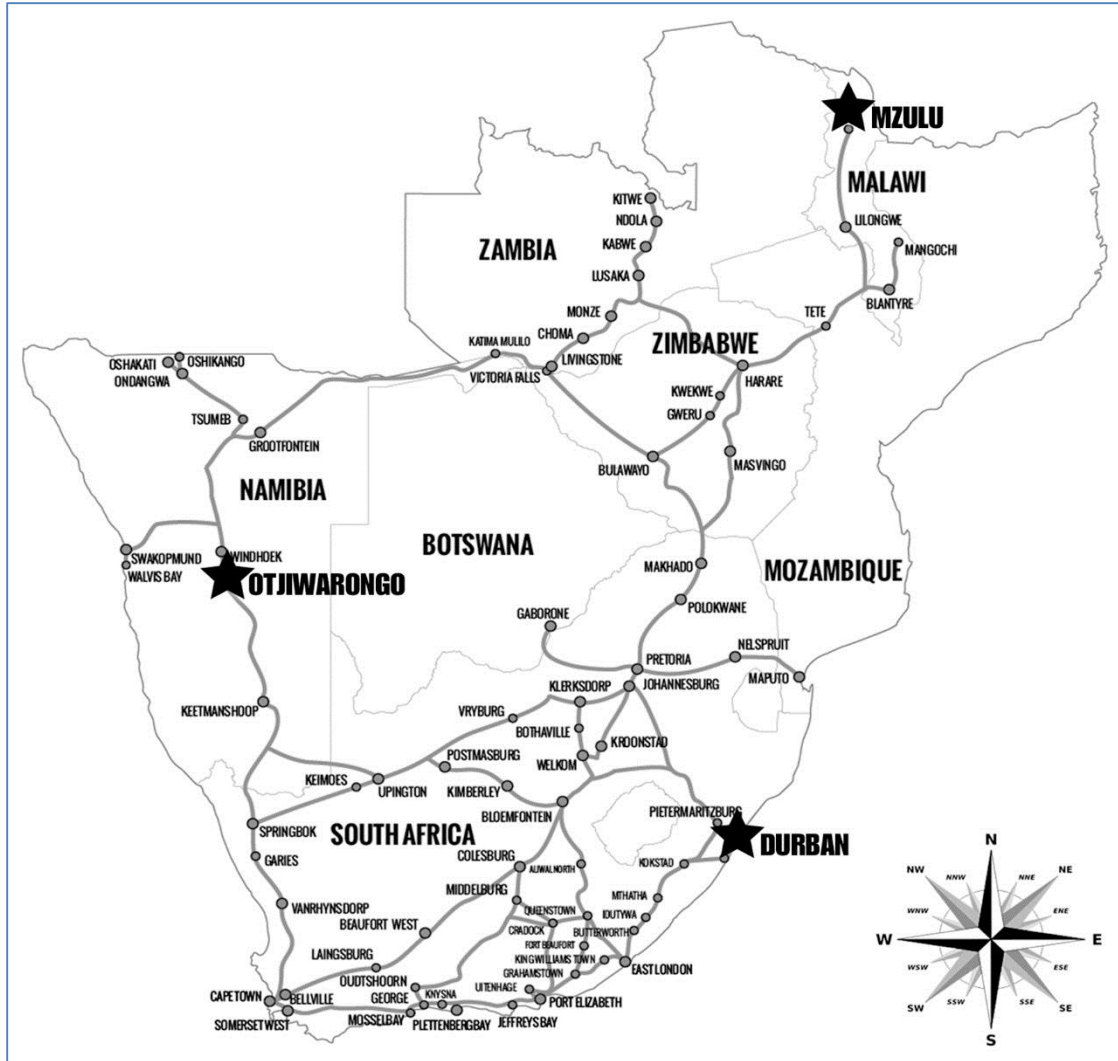 MZULU
MALAWI
KITWE
NDOLA
LILONGWE
MANGOCHI
KABWE
ZAMBIA
LUSAKA
BLANTYRE
TETE
MONZE
CHOMA
KATIMA MULILO
ZIMBABWE
OSHAKATI
OSHIKANGO
ONDANGWA
VICTORIA FALLS
LIVINGSTONE
HARARE
KWEKWE
GWERU
TSUMEB
GROOTFONTEIN
BULAWAYO
MASVINGO
NAMIBIA
BOTSWANA
SWAKOPMUND
WINDHOEK
WALVIS BAY
OTJIWARONGO
MAKHADO
MOZAMBIQUE
GABORONE
POLOKWANE
NELSPRUIT
PRETORIA
MAPUTO
KLERKSDORP
JOHANNESBURG
KEETMANSHOOP
VRYBURG
BOTHAVILLE
KROONSTAD
POSTMASBURG
WELKOM
KEIMOES
UPINGTON
KIMBERLEY
BLOEMFONTEIN
PIETERMARITZBURG
SPRINGBOK
SOUTH AFRICA
DURBAN
GARIES
COLESBURG
ALIWAL NORTH
KOKSTAD
MIDDELBURG
MTHATHA
VANRHYNSDORP
QUEENSTOWN
IDUTYWA
BEAUFORT WEST
CRADOCK
BUTTERWORTH
FORT BEAUFORT
LAINGSBURG
KINGWILLIAMS TOWN
EAST LONDON
OUDTSHOORN
GRAHAMSTOWN
UITENHAGE
CAPE TOWN
BELLVILLE
GEORGE
KNYSNA
PORT ELIZABETH
SOMERSET WEST
MOSSELBAY
PLETTENBERGBAY
JEFFREYS BAY
N
NW
NNW
NNE
NE
WNW
ENE
W
E
WSW
ESE
SW
SSW
SSE
SE
S